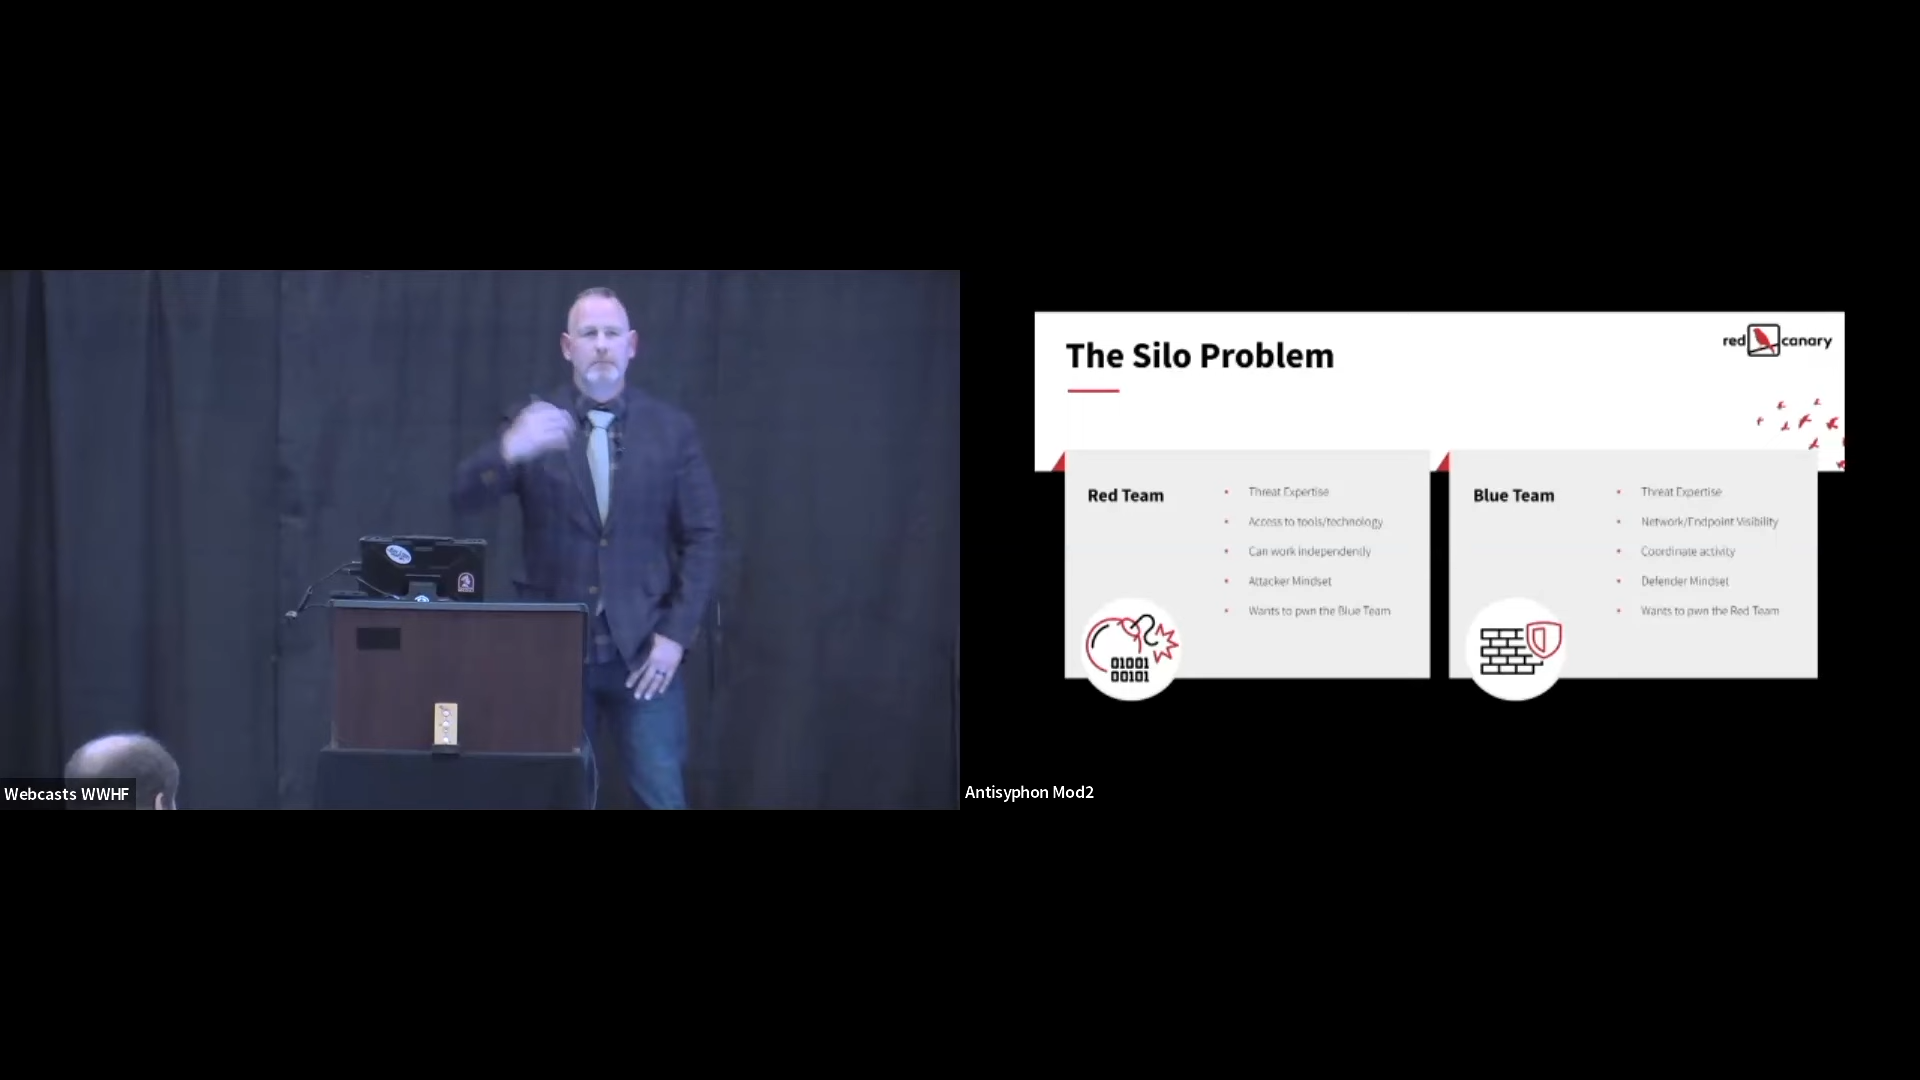 The Silo Problem
red canary
Red Team
Threat Expertise
Access to tools/technology
Can work independently
Attacker Mindset
Wants to pwn the Blue Team
01001
00101
Blue Team
Threat Expertise
Network/Endpoint Visibility
Coordinate activity
Defender Mindset
Wants to pwn the Red Team
Webcasts WWHF
Antisyphon Mod2